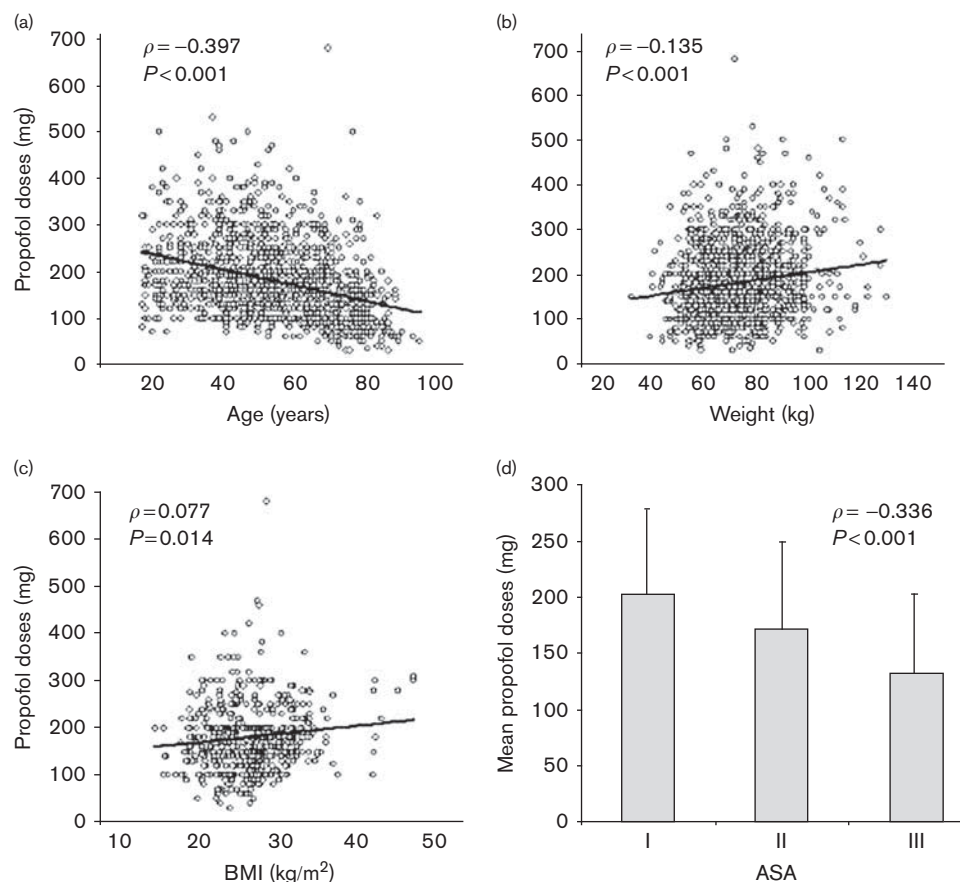 (a)
ρ=−0.397
P<0.001
700
600
500
400
300
200
100
0
Propofol doses (mg)
20 40 60 80 100
Age (years)
(b)
ρ=−0.135
P<0.001
700
600
500
400
300
200
100
0
20 40 60 80 100 120 140
Weight (kg)
(c)
ρ=0.077
P=0.014
700
600
500
400
300
200
100
0
Propofol doses (mg)
10 20 30 40 50
BMI (kg/m²)
(d)
ρ= −0.336
P<0.001
300
250
200
150
100
50
0
Mean propofol doses (mg)
I II III
ASA